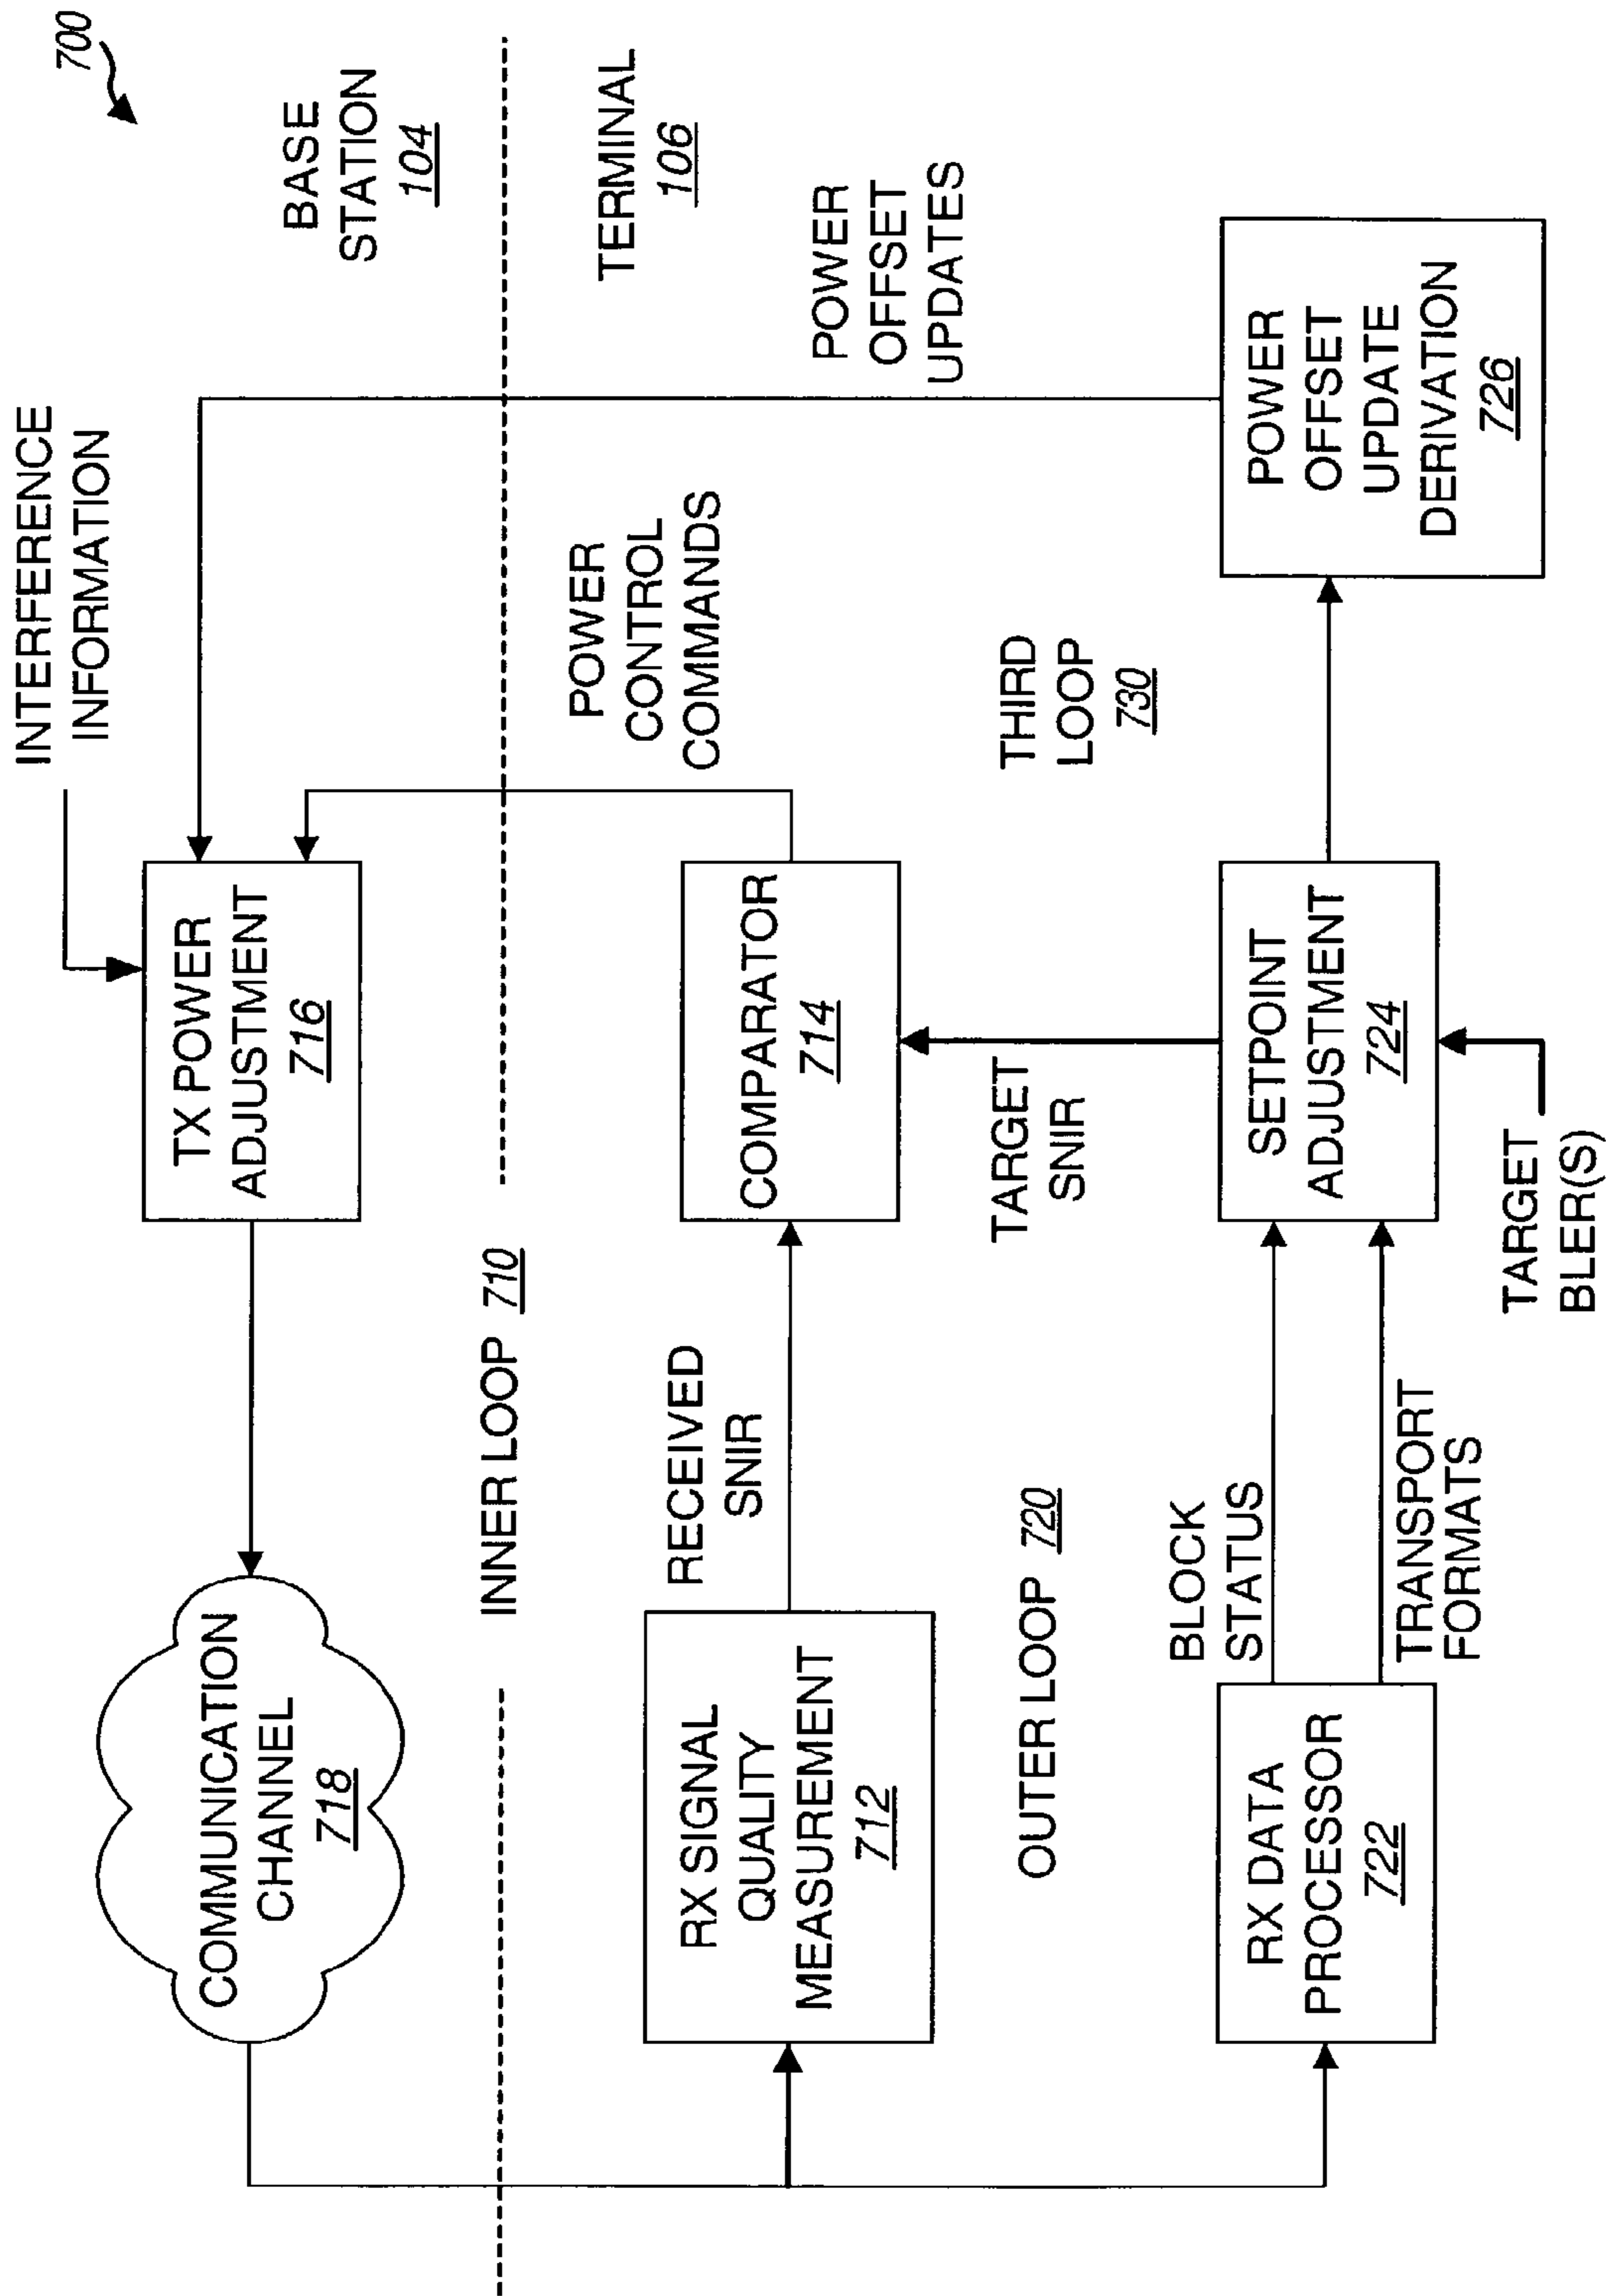 700
INTERFERENCE
INFORMATION
BASE
STATION
104
TERMINAL
106
COMMUNICATION
CHANNEL
718
TX POWER
ADJUSTMENT
716
INNER LOOP 710
POWER
CONTROL
COMMANDS
POWER
OFFSET
UPDATES
RX SIGNAL
QUALITY
MEASUREMENT
712
RECEIVED
SNIR
COMPARATOR
714
OUTER LOOP 720
TARGET
SNIR
THIRD
LOOP
730
RX DATA
PROCESSOR
722
BLOCK
STATUS
TRANSPORT
FORMATS
SETPOINT
ADJUSTMENT
724
POWER
OFFSET
UPDATE
DERIVATION
726
TARGET
BLER(S)